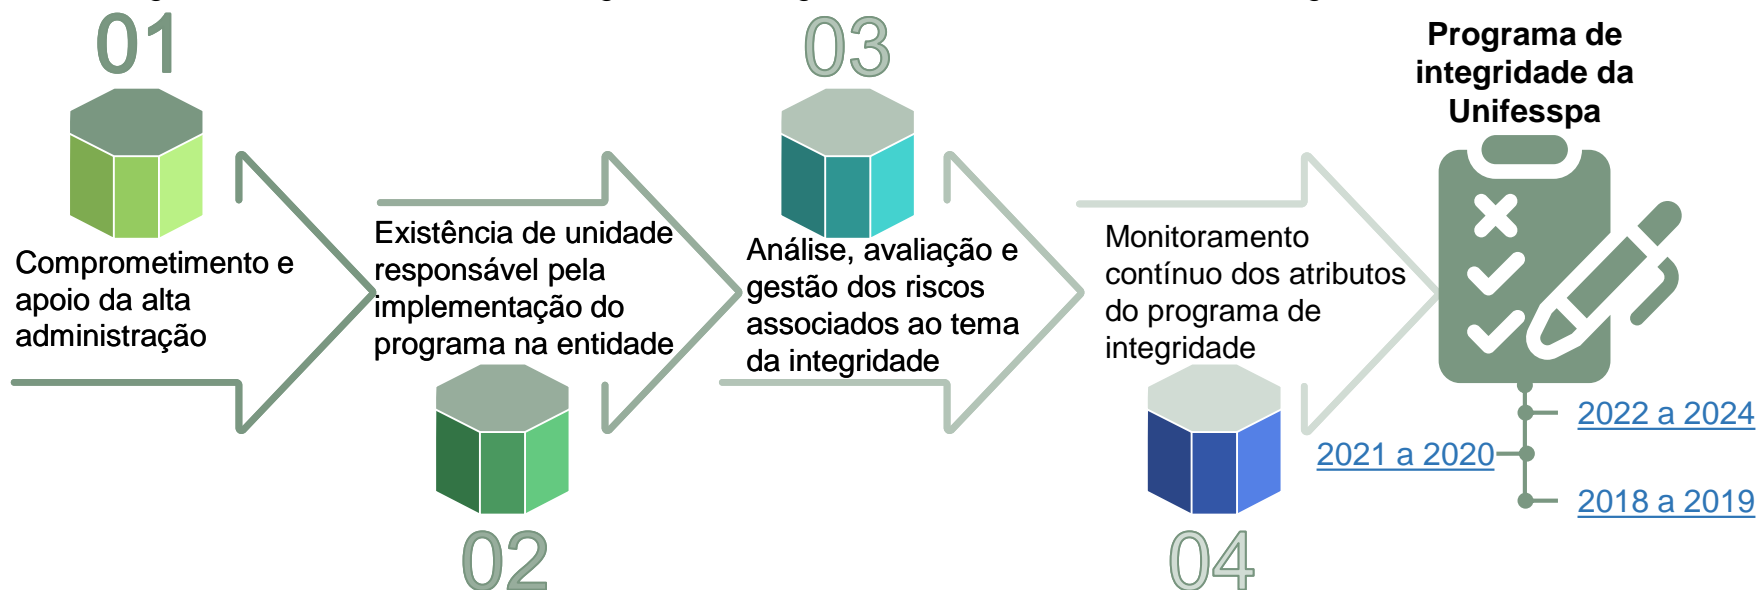 01
Comprometimento e
apoio da alta
administração
Existência de unidade
responsável pela
implementação do
programa na entidade
02
03
Análise, avaliação e
gestão dos riscos
associados ao tema
da integridade
Monitoramento
contínuo dos atributos
do programa de
integridade
04
Programa de
integridade da
Unifesspa
2022 a 2024
2021 a 2020
2018 a 2019